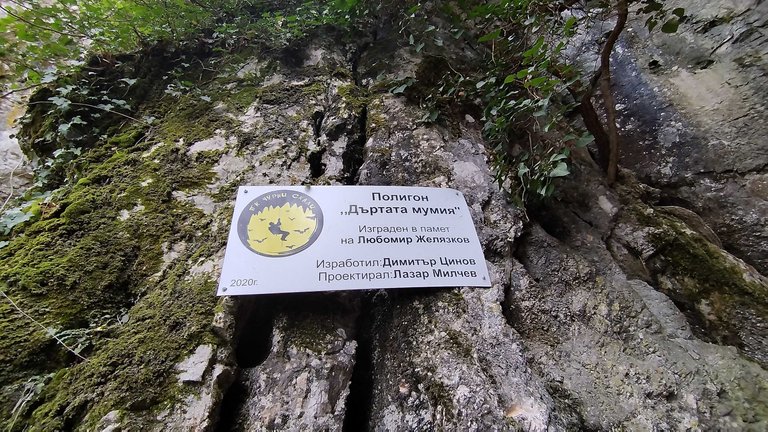 Полигон
,,Дъртата мумия"
Изграден в памет
на Любомир Желязков
Изработил:Димитър Цинов
Проектирал:Лазар Милчев
2020г.